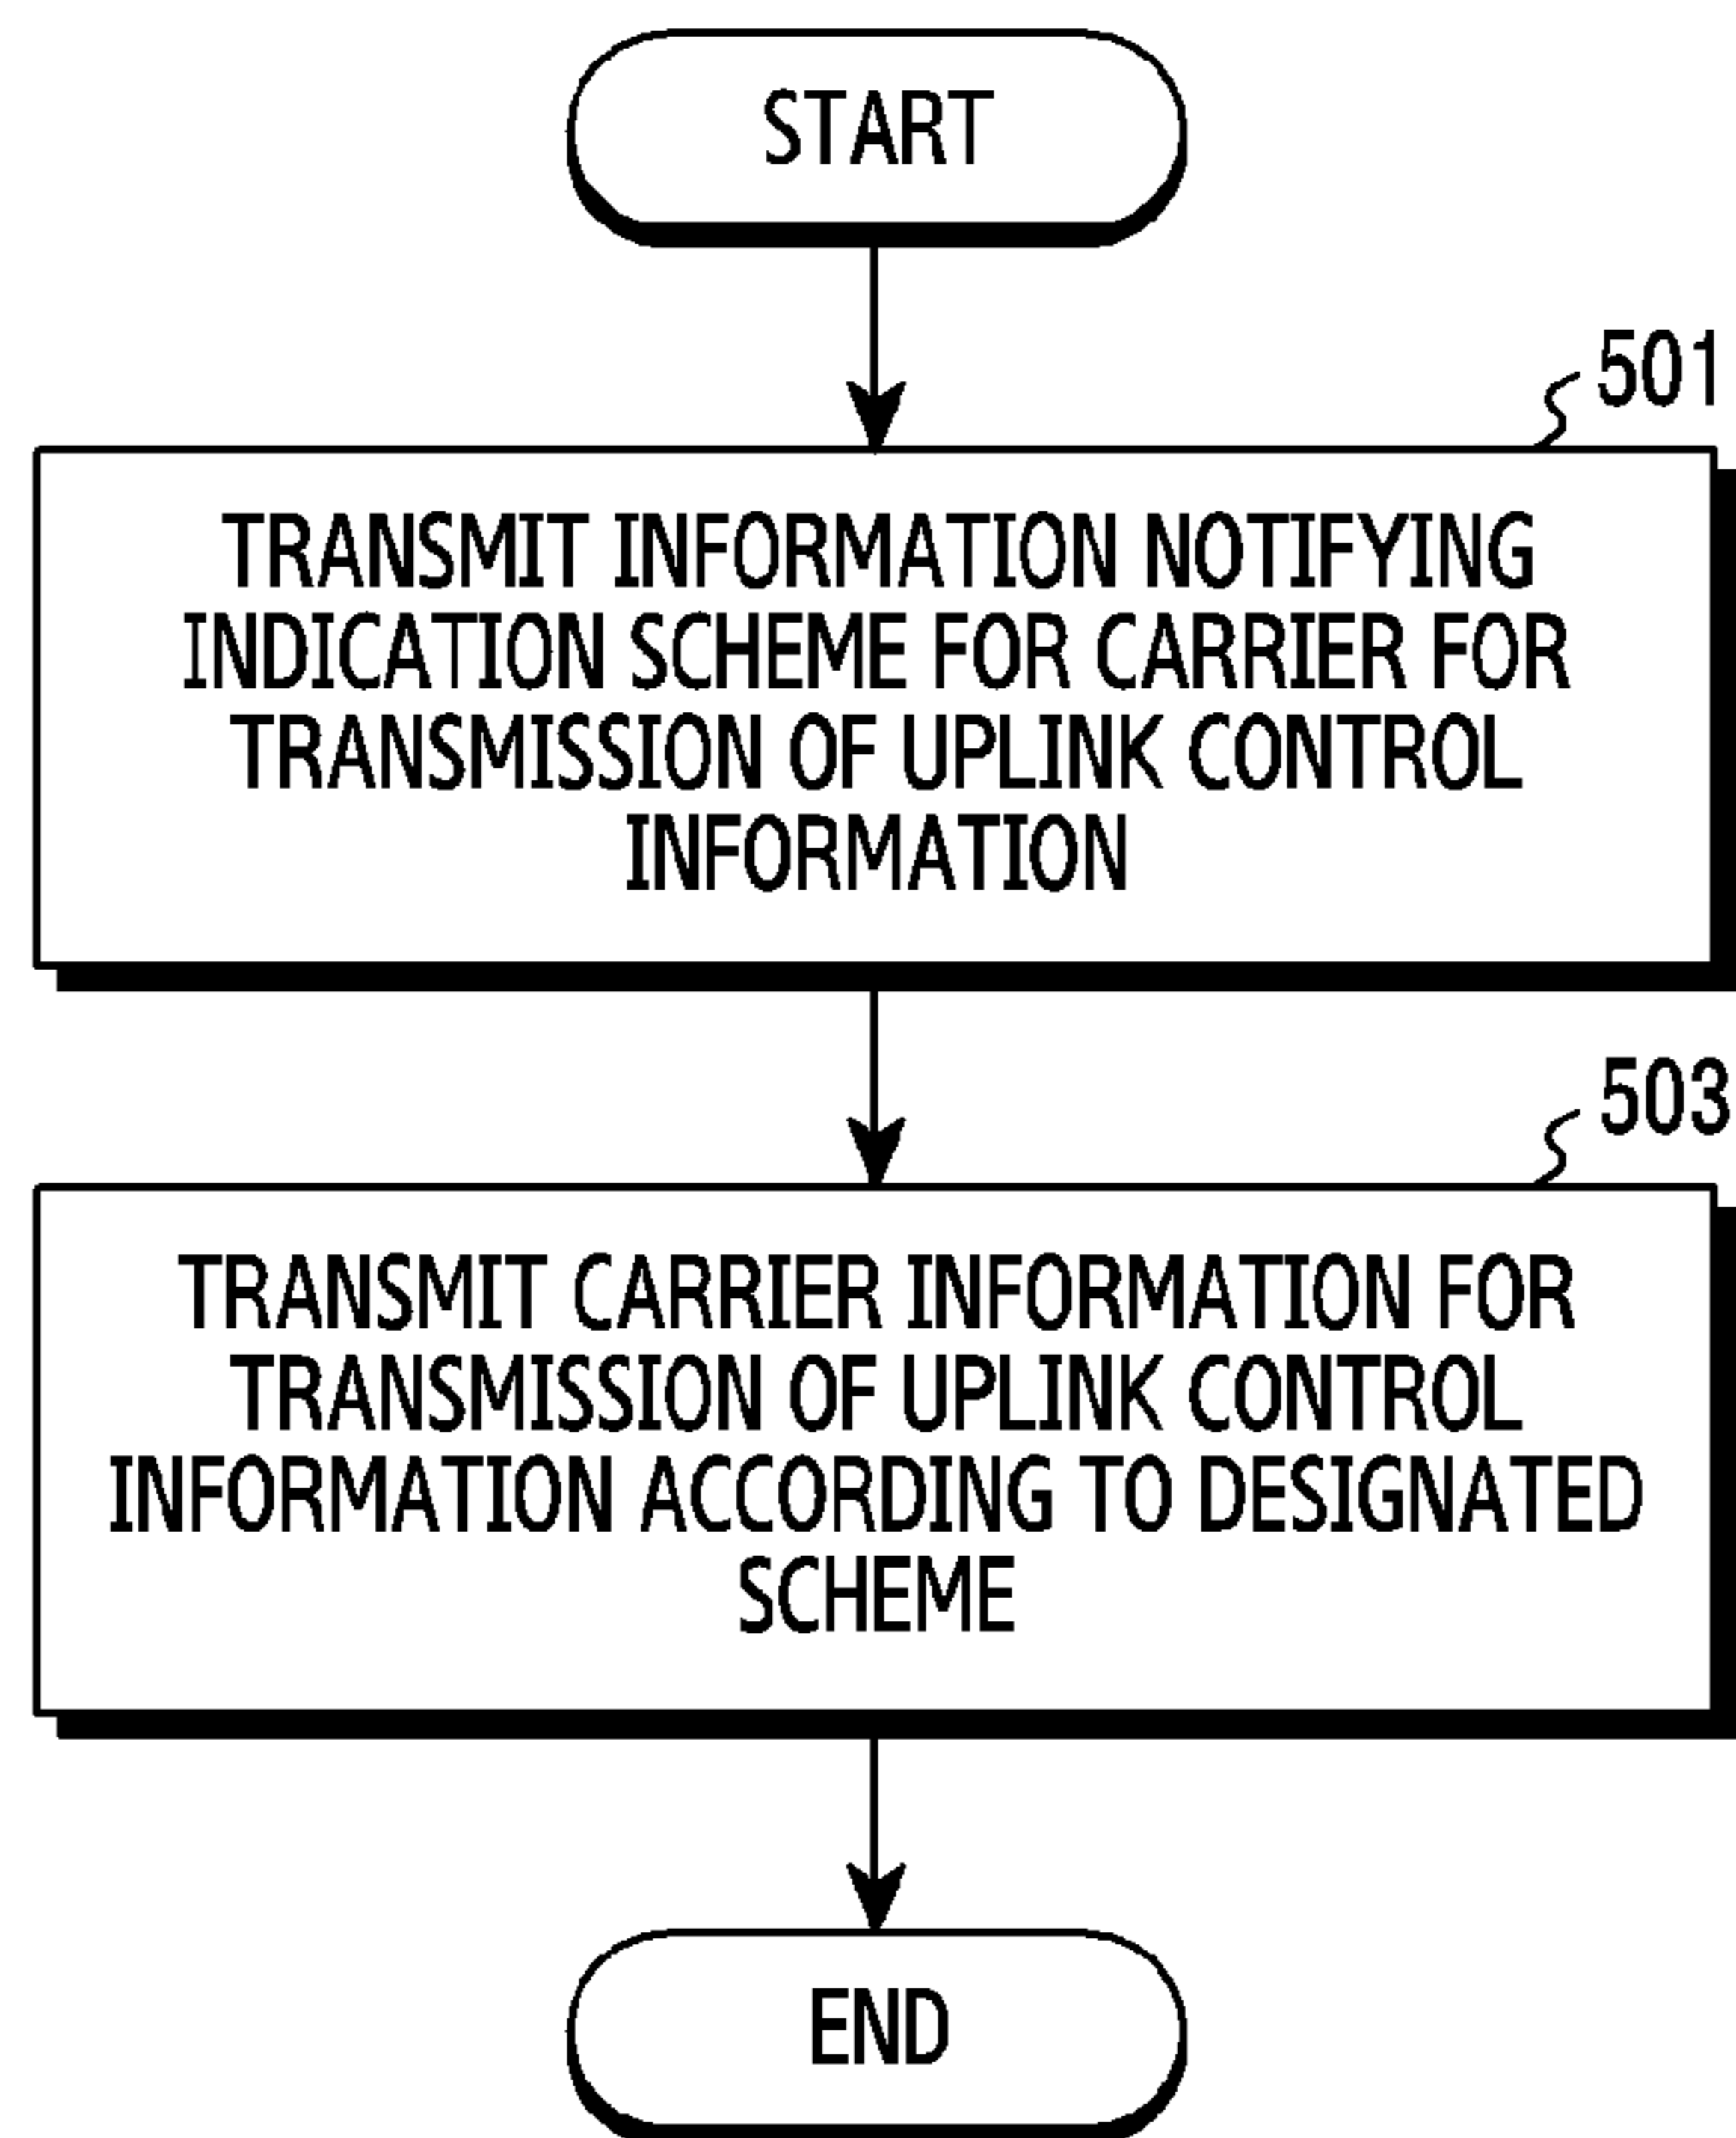 START
501
TRANSMIT INFORMATION NOTIFYING
INDICATION SCHEME FOR CARRIER FOR
TRANSMISSION OF UPLINK CONTROL
INFORMATION
503
TRANSMIT CARRIER INFORMATION FOR
TRANSMISSION OF UPLINK CONTROL
INFORMATION ACCORDING TO DESIGNATED
SCHEME
END